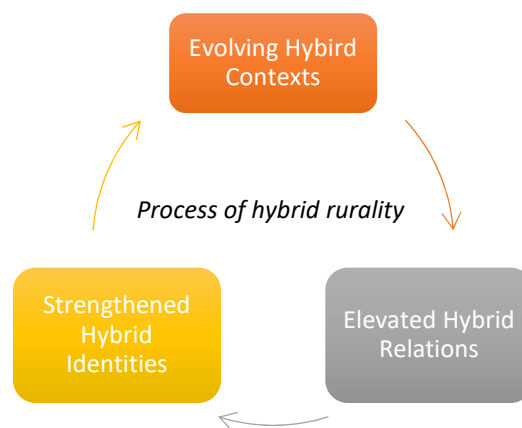 Evolving Hybird
Contexts
Process of hybrid rurality
Strengthened
Hybrid
Identities
Elevated Hybrid
Relations